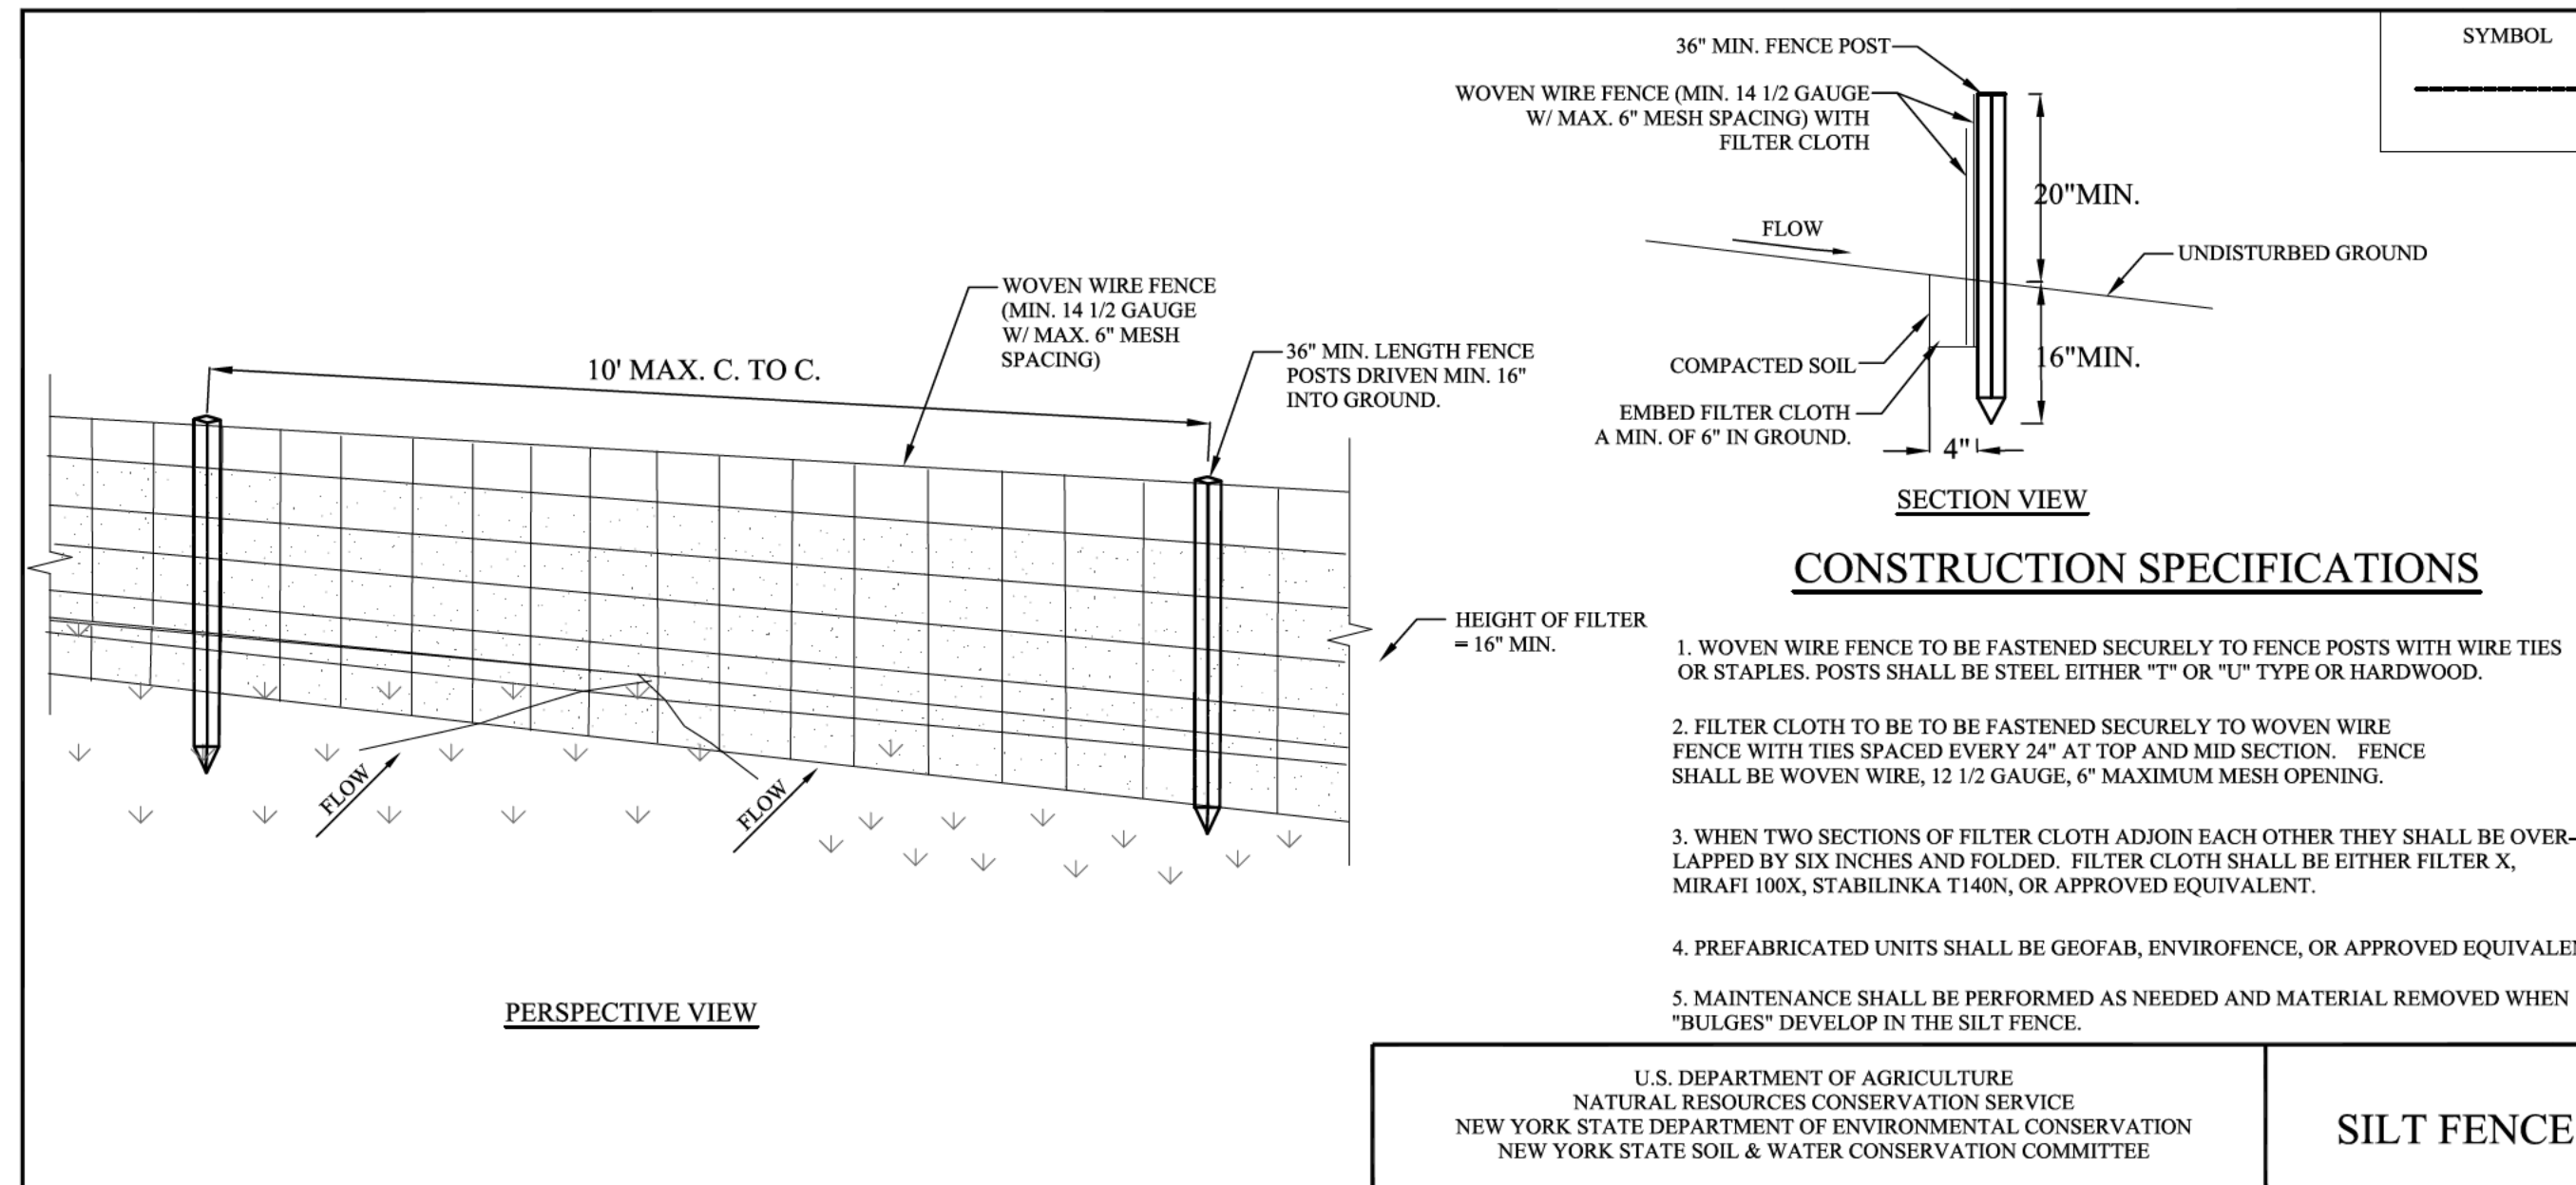 SYMBOL
36" MIN. FENCE POST
WOVEN WIRE FENCE (MIN. 14 1/2 GAUGE
W/ MAX. 6" MESH SPACING) WITH
FILTER CLOTH
20"MIN.
FLOW
UNDISTURBED GROUND
COMPACTED SOIL
16"MIN.
EMBED FILTER CLOTH
A MIN. OF 6" IN GROUND.
4"
SECTION VIEW
WOVEN WIRE FENCE
(MIN. 14 1/2 GAUGE
W/ MAX. 6" MESH
SPACING)
10' MAX. C. TO C.
36" MIN. LENGTH FENCE
POSTS DRIVEN MIN. 16"
INTO GROUND.
HEIGHT OF FILTER
= 16" MIN.
FLOW
FLOW
PERSPECTIVE VIEW
CONSTRUCTION SPECIFICATIONS
1. WOVEN WIRE FENCE TO BE FASTENED SECURELY TO FENCE POSTS WITH WIRE TIES
OR STAPLES. POSTS SHALL BE STEEL EITHER "T" OR "U" TYPE OR HARDWOOD.
2. FILTER CLOTH TO BE TO BE FASTENED SECURELY TO WOVEN WIRE
FENCE WITH TIES SPACED EVERY 24" AT TOP AND MID SECTION. FENCE
SHALL BE WOVEN WIRE, 12 1/2 GAUGE, 6" MAXIMUM MESH OPENING.
3. WHEN TWO SECTIONS OF FILTER CLOTH ADJOIN EACH OTHER THEY SHALL BE OVER-
LAPPED BY SIX INCHES AND FOLDED. FILTER CLOTH SHALL BE EITHER FILTER X,
MIRAFI 100X, STABILINKA T140N, OR APPROVED EQUIVALENT.
4. PREFABRICATED UNITS SHALL BE GEOFAB, ENVIROFENCE, OR APPROVED
5. MAINTENANCE SHALL BE PERFORMED AS NEEDED AND MATERIAL REMOVED WHEN
"BULGES" DEVELOP IN THE SILT FENCE.
U.S. DEPARTMENT OF AGRICULTURE
NATURAL RESOURCES CONSERVATION SERVICE
NEW YORK STATE DEPARTMENT OF ENVIRONMENTAL CONSERVATION
NEW YORK STATE SOIL & WATER CONSERVATION COMMITTEE
SILT FENCE